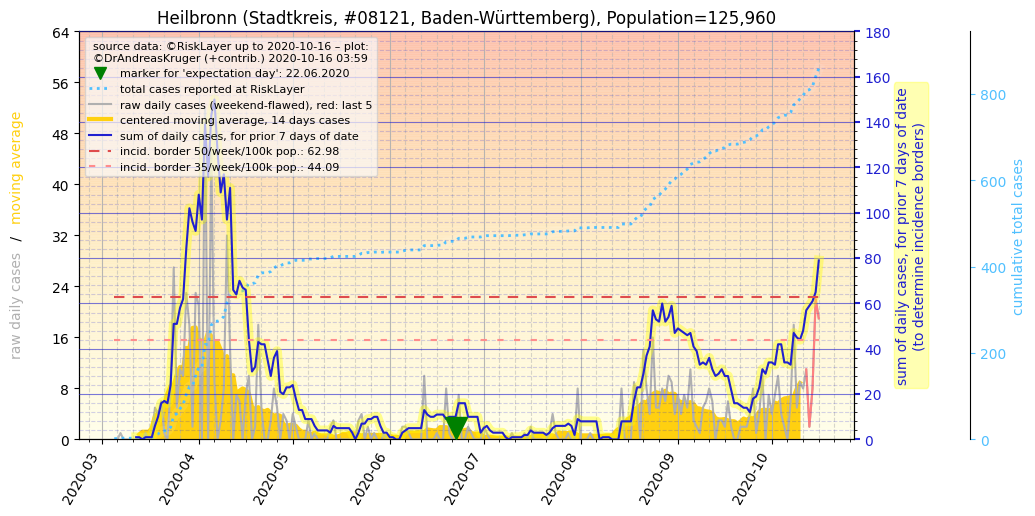 Heilbronn (Stadtkreis, #08121, Baden-Württemberg), Population=125,960
source data: ©RiskLayer up to 2020-10-16 – plot:
©DrAndreasKruger (+contrib.) 2020-10-16 03:59
marker for 'expectation day': 22.06.2020
total cases reported at RiskLayer
raw daily cases (weekend-flawed), red: last 5
centered moving average, 14 days cases
sum of daily cases, for prior 7 days of date
incid. border 50/week/100k pop.: 62.98
incid. border 35/week/100k pop.: 44.09
raw daily cases / moving average
64
56
48
40
32
24
16
8
0
180
160
140
120
100
80
60
40
20
0
sum of daily cases, for prior 7 days of date
(to determine incidence borders)
800
600
400
200
0
cumulative total cases
2020-03
2020-04
2020-05
2020-06
2020-07
2020-08
2020-09
2020-10